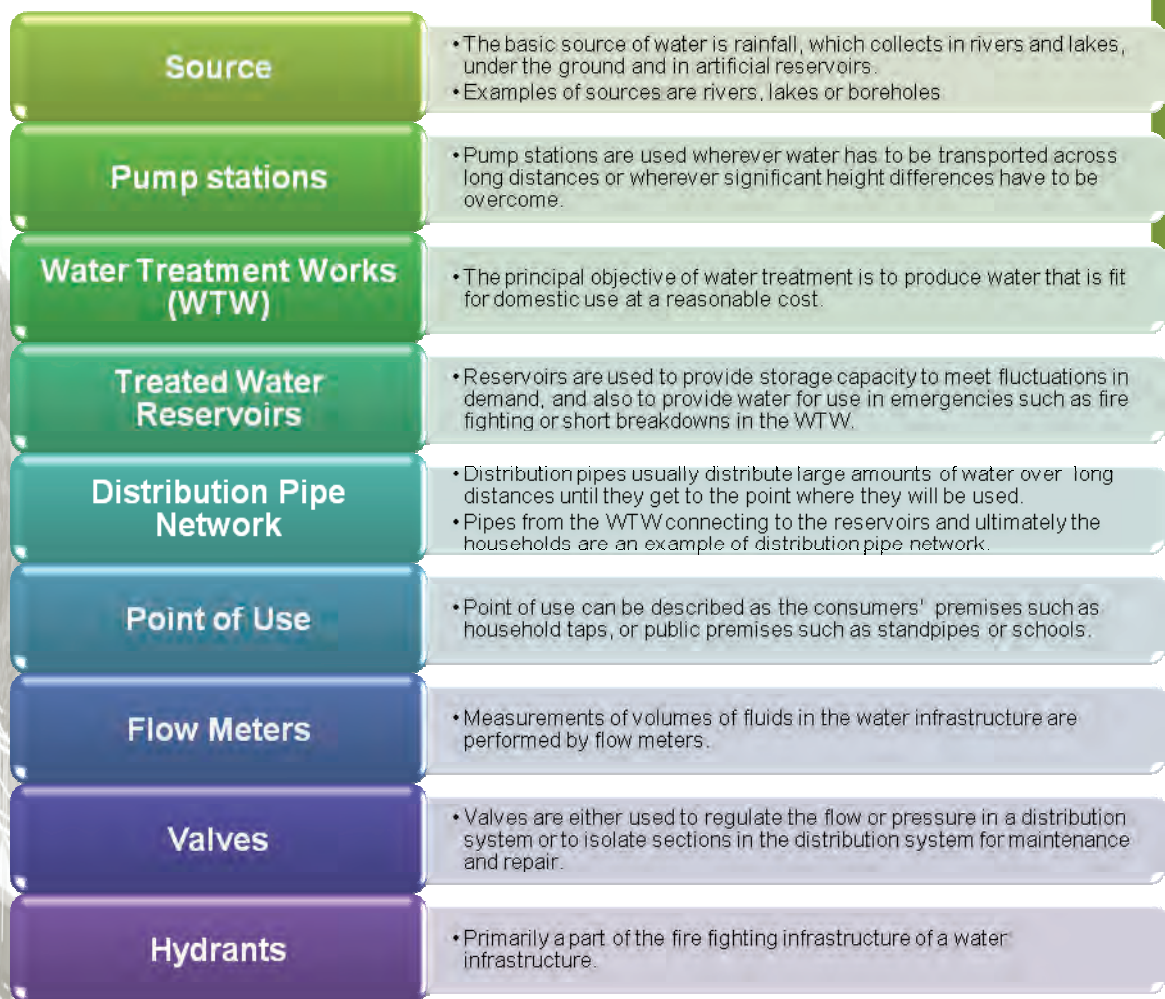 Source
• The basic source of water is rainfall, which collects in rivers and lakes,
under the ground and in artificial reservoirs.
• Examples of sources are rivers, lakes or boreholes
Pump stations
• Pump stations are used wherever water has to be transported across
long distances or wherever significant height differences have to be
overcome.
Water Treatment Works
(WTW)
• The principal objective of water treatment is to produce water that is fit
for domestic use at a reasonable cost.
Treated Water
Reservoirs
• Reservoirs are used to provide storage capacity to meet fluctuations in
demand, and also to provide water for use in emergencies such as fire
fighting or short breakdowns in the WTW.
Distribution Pipe
Network
• Distribution pipes usually distribute large amounts of water over long
distances until they get to the point where they will be used.
• Pipes from the WTW connecting to the reservoirs and ultimately the
households are an example of distribution pipe network.
Point of Use
• Point of use can be described as the consumers' premises such as
household taps, or public premises such as standpipes or schools.
Flow Meters
• Measurements of volumes of fluids in the water infrastructure are
performed by flow meters.
Valves
• Valves are either used to regulate the flow or pressure in a distribution
system or to isolate sections in the distribution system for maintenance
and repair.
Hydrants
• Primarily a part of the fire fighting infrastructure of a water
infrastructure.